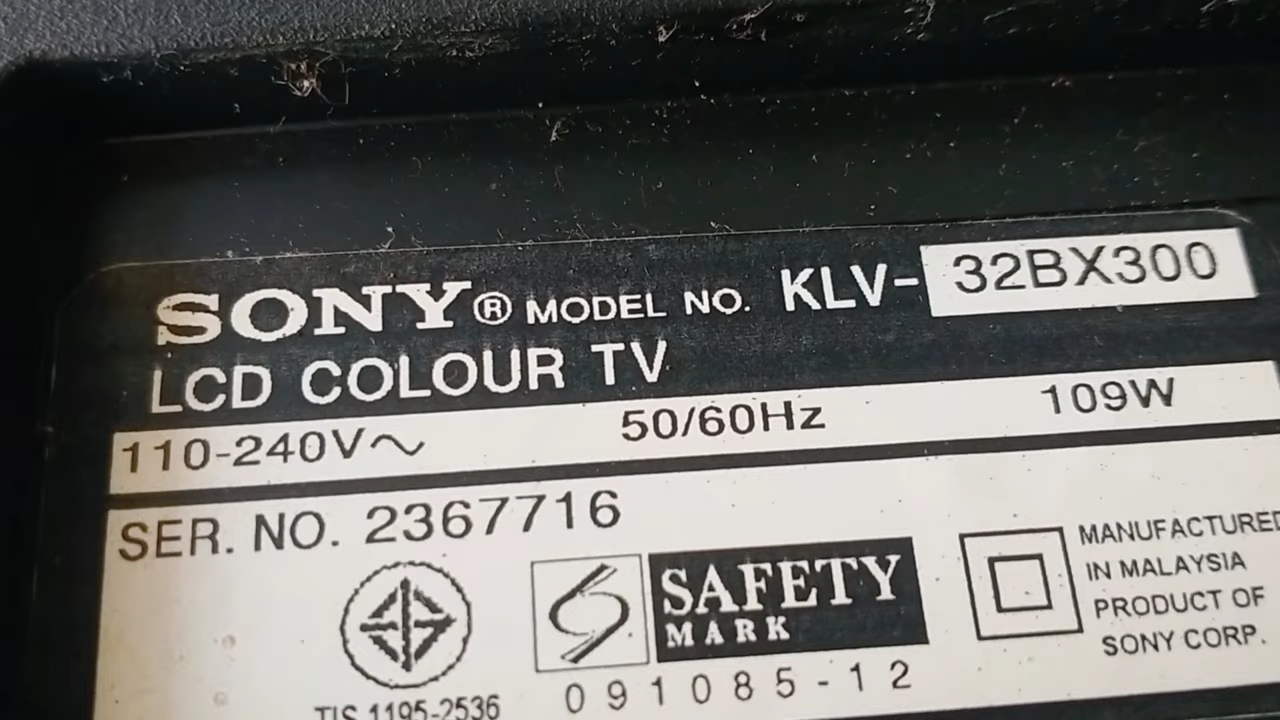 SONY® MODEL NO. KLV-32BX300
LCD COLOUR TV
110-240V~ 50/60Hz 109W
SER. NO. 2367716
SAFETY
MARK
MANUFACTURED
IN MALAYSIA
PRODUCT OF
SONY CORP.
091085-12
TIS 1195-2536